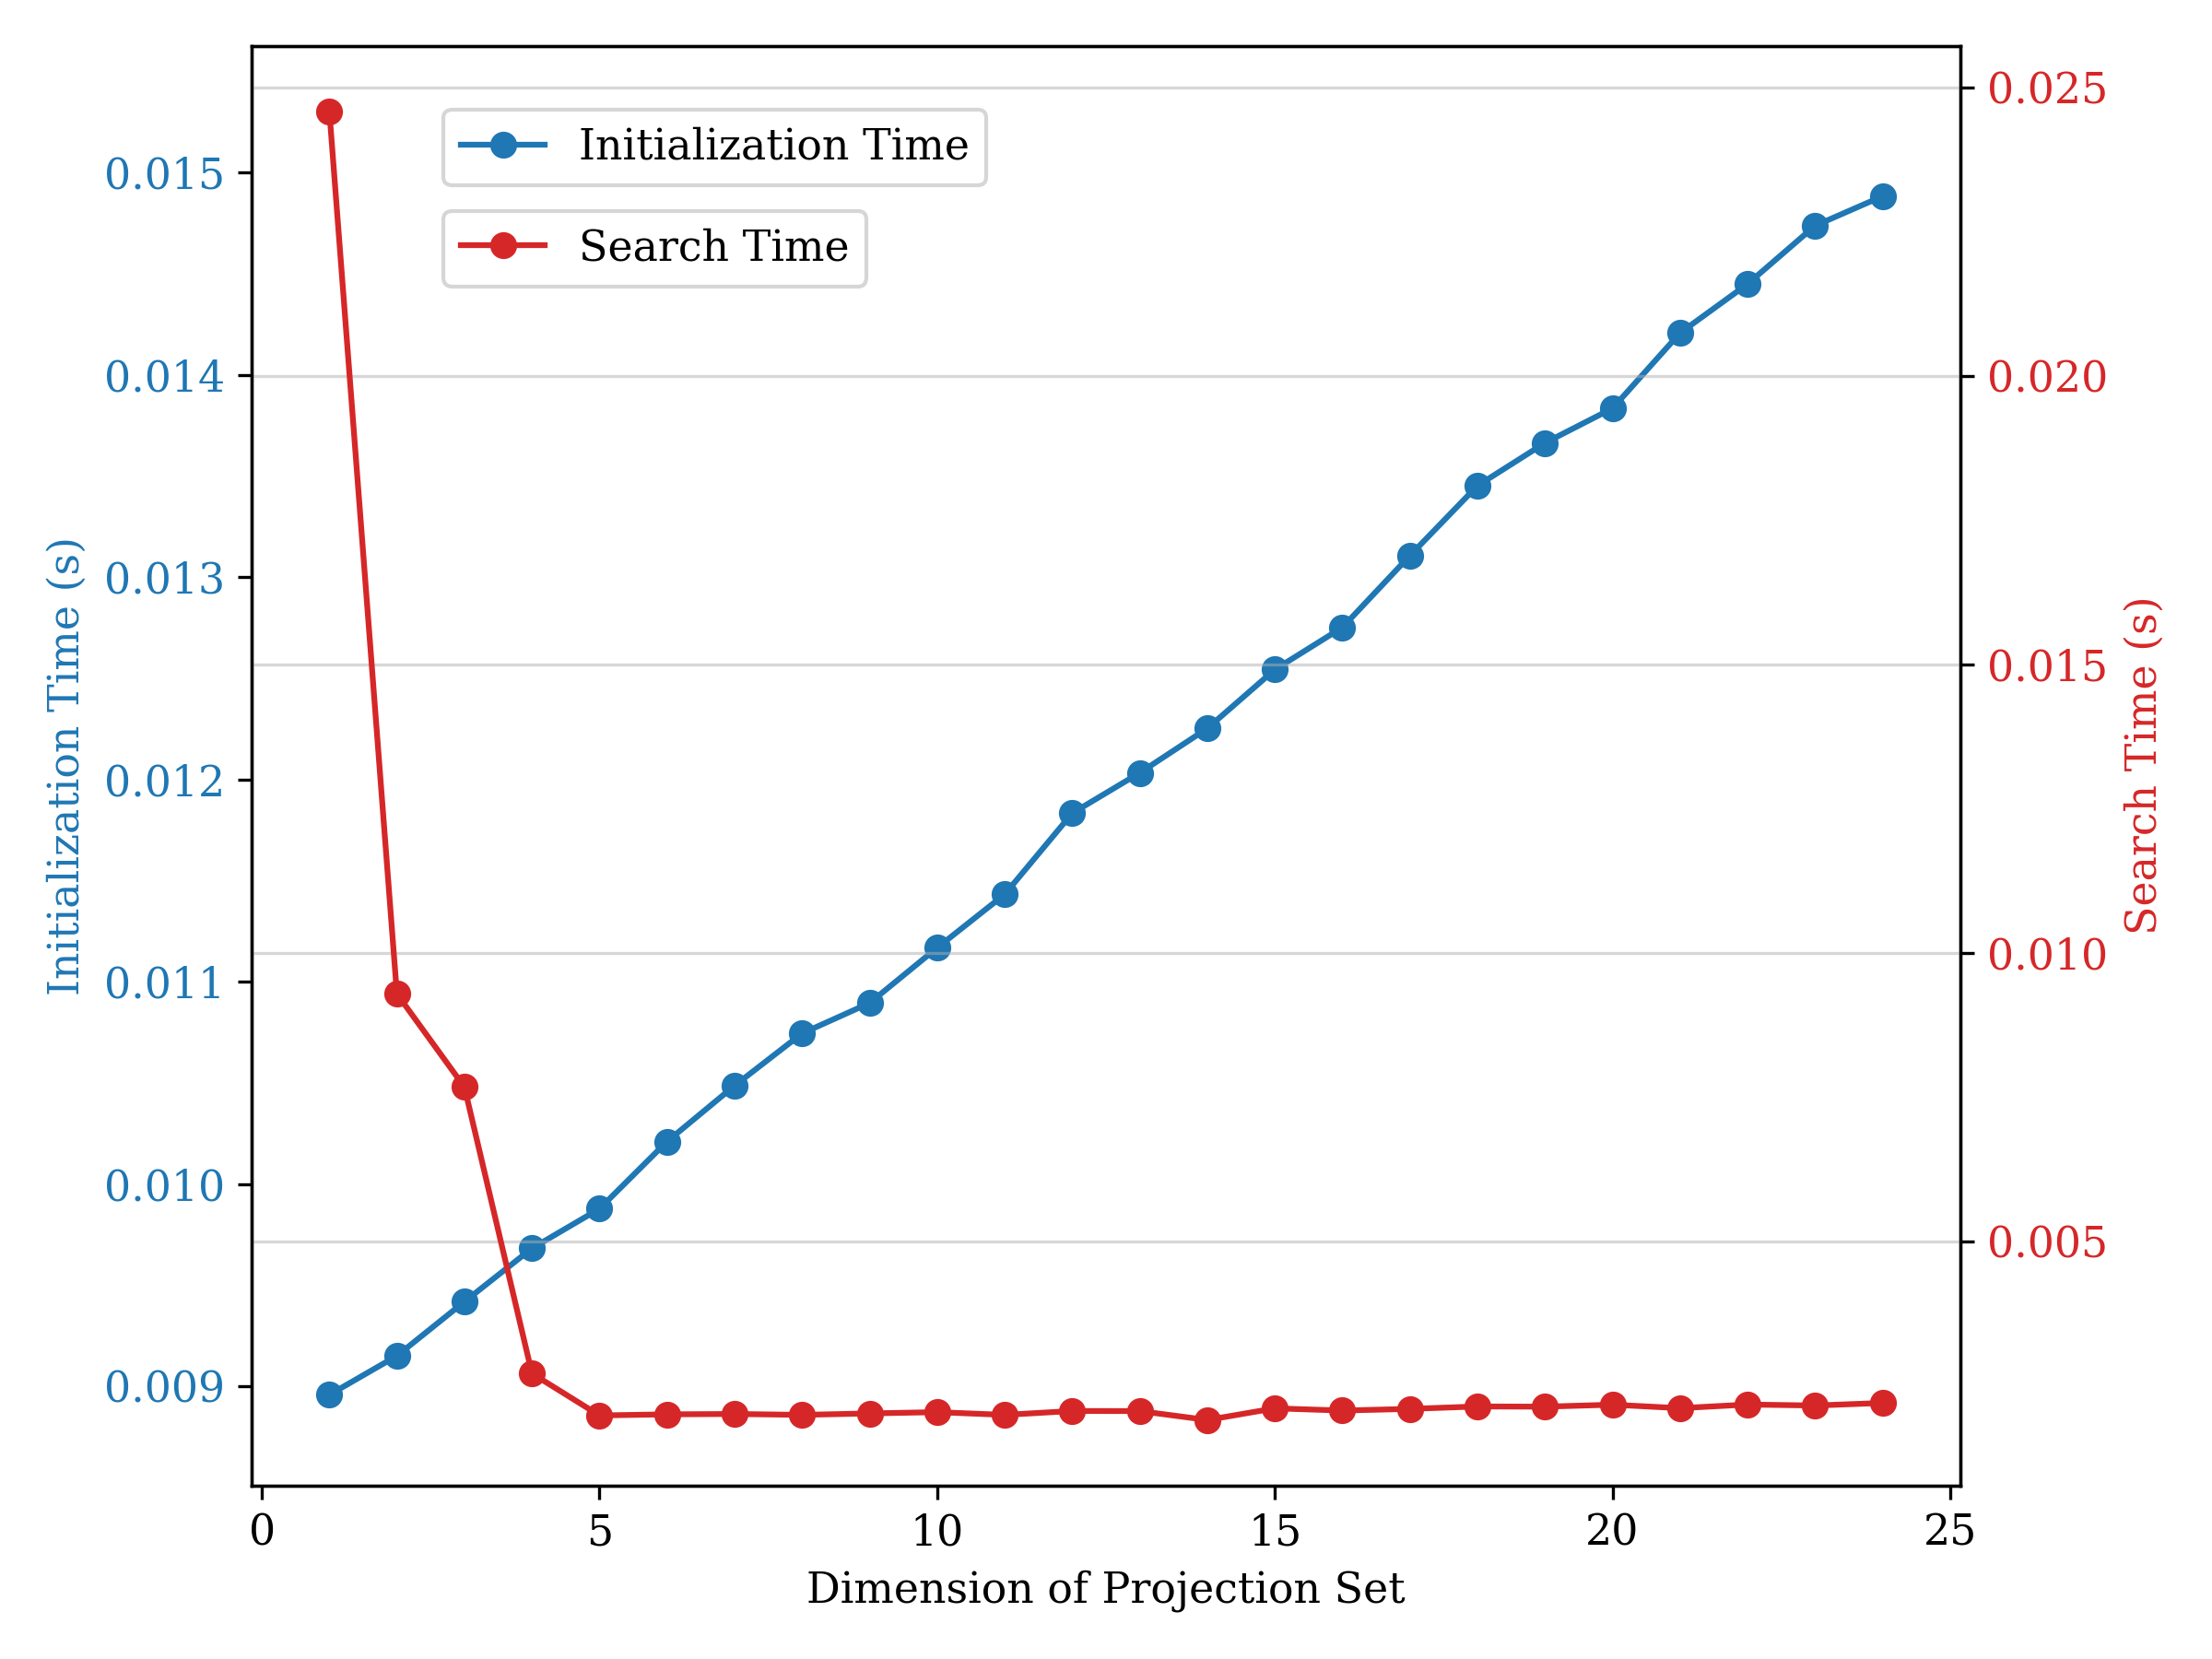 Initialization Time
Search Time
0.015
0.014
0.013
0.012
0.011
0.010
0.009
Initialization Time (s)
0.025
0.020
0.015
0.010
0.005
Search Time (s)
0 5 10 15 20 25
Dimension of Projection Set